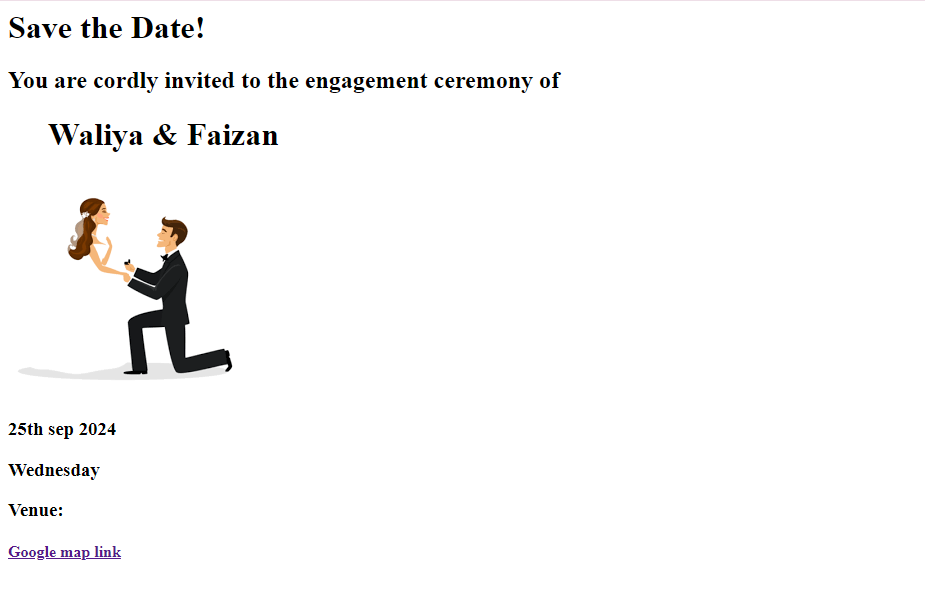 Save the Date!
You are cordly invited to the engagement ceremony of
Waliya & Faizan
25th sep 2024
Wednesday
Venue:
Google map link